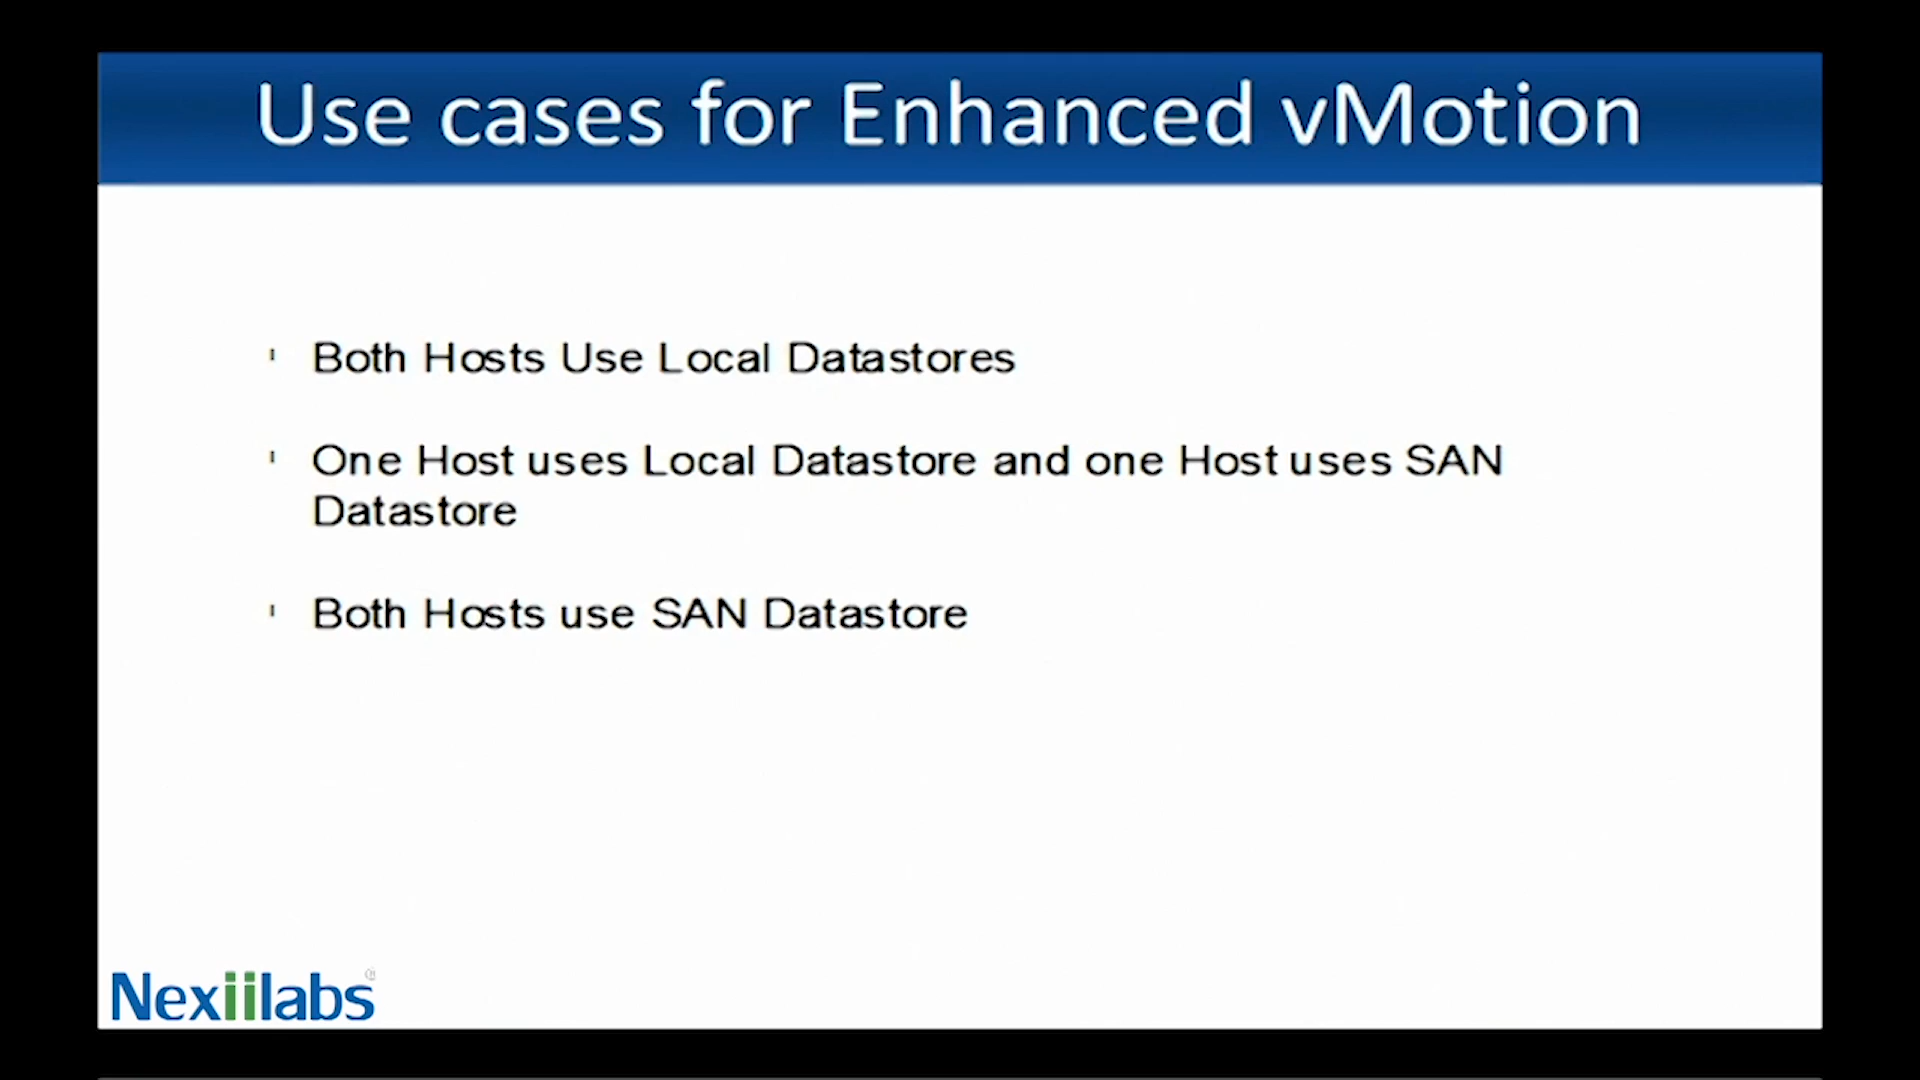 Use cases for Enhanced vMotion
Both Hosts Use Local Datastores
One Host uses Local Datastore and one Host uses SAN
Datastore
Both Hosts use SAN Datastore
Nexiilabs®